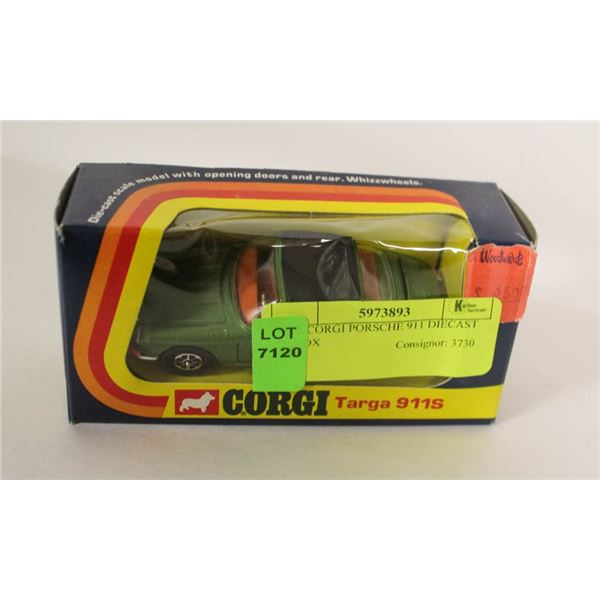 Die-cast scale model with opening doors and rear. Whizzwheels.
Woodward's
$
5973893
CORGI PORSCHE 911 DIECAST
OX
Consignor: 3730
LOT
7120
CORGI Targa 911S